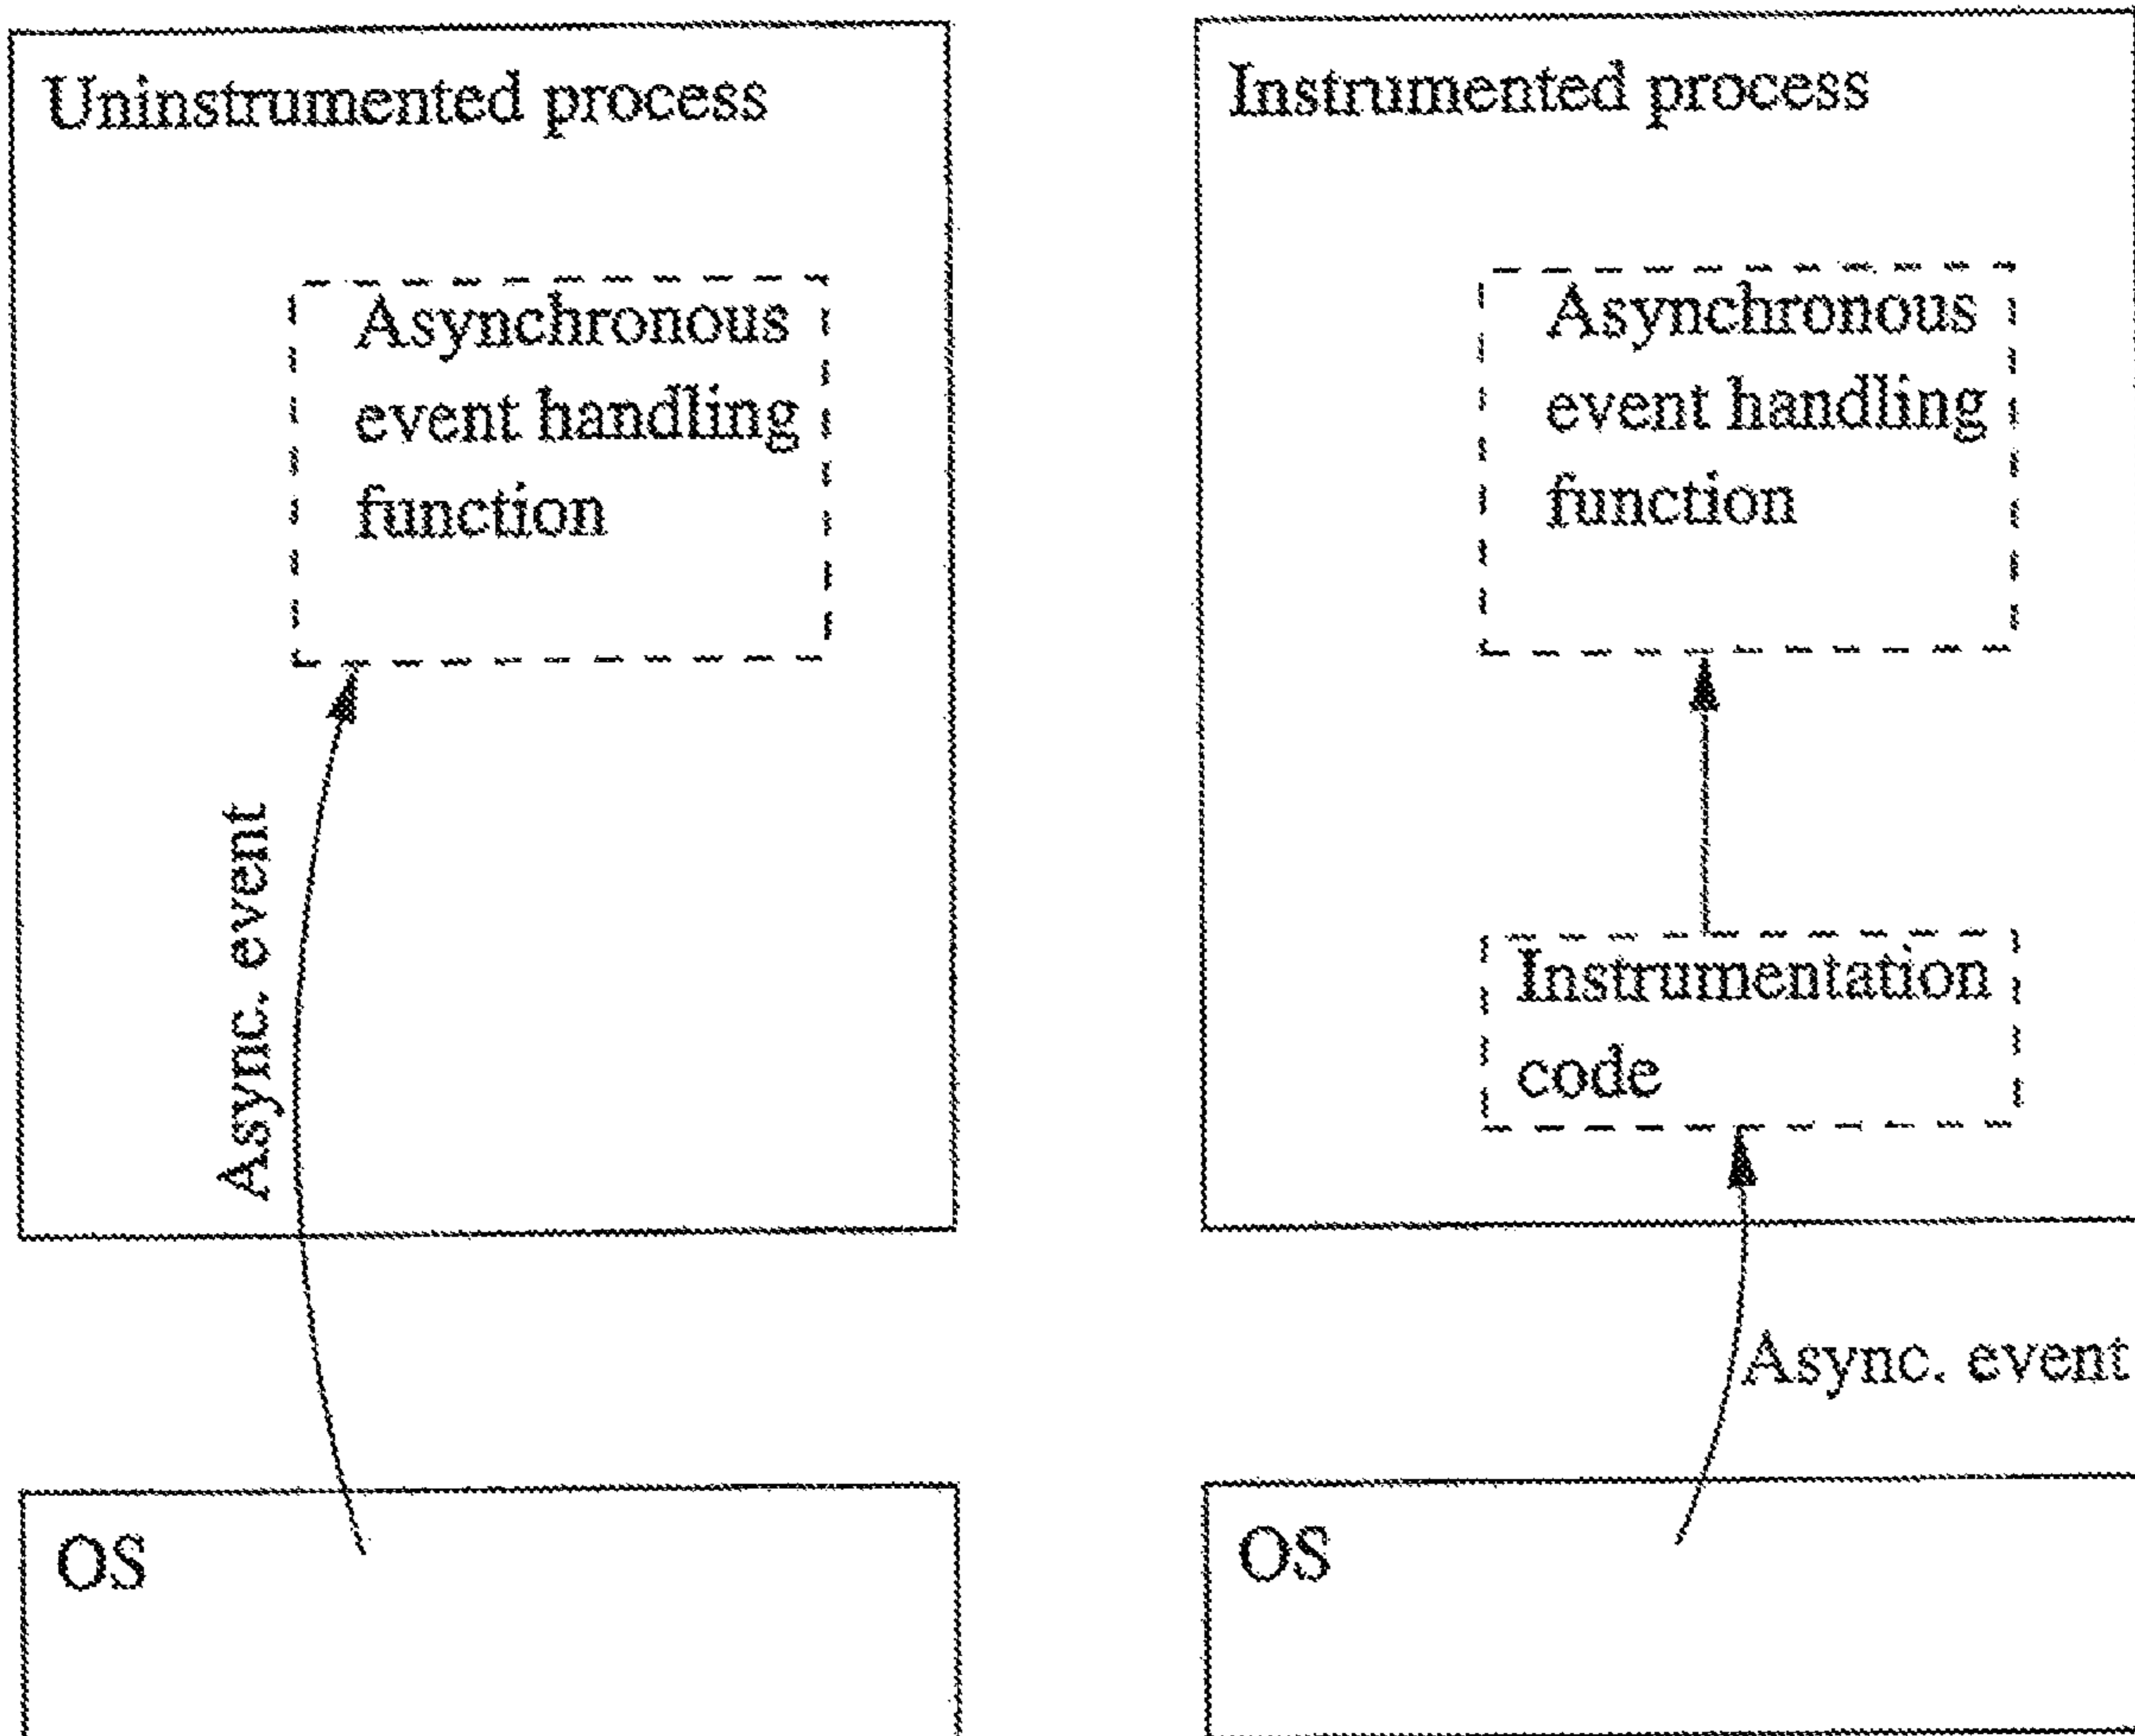 Uninstrumented process
Asynchronous
event handling
function
Async. event
OS
Instrumented process
Asynchronous
event handling
function
Instrumentation
code
Async. event
OS